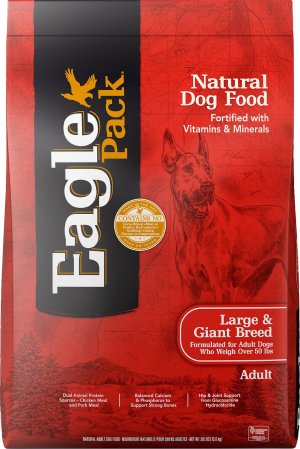 Eagle
Pack
Natural
Dog Food
Fortified with
Vitamins & Minerals
CONTAINS NO
Large &
Giant Breed
Formulated for Adult Dogs
Who Weigh Over 50 lbs
Adult
Dual Animal Protein
Sources – Chicken Meal
and Pork Meal
Balanced Calcium
& Phosphorus to
Support Strong Bones
Hip & Joint Support
from Glucosamine
Hydrochloride